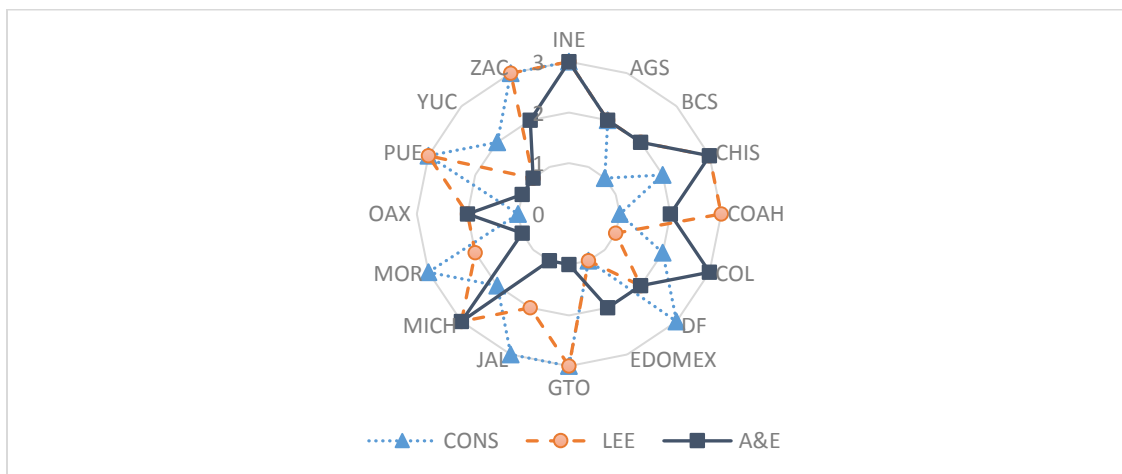 INE
ZAC
3
AGS
YUC
2
BCS
PUE
1
CHIS
OAX
0
COAH
MOR
COL
MICH
DF
JAL
EDOMEX
GTO
CONS
LEE
A&E